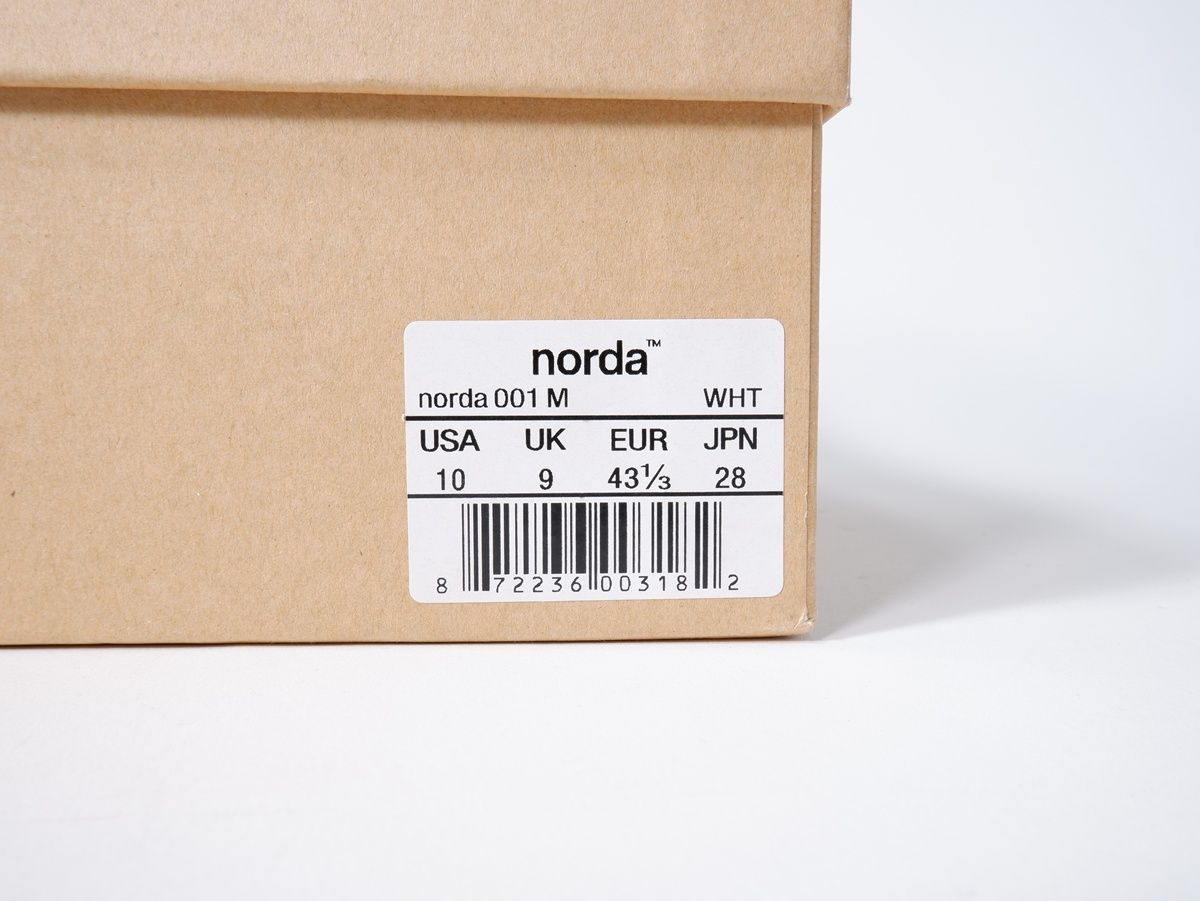 norda™
norda 001 M WHT
USA UK EUR JPN
10 9 43⅓ 28
8 72236 00318 2